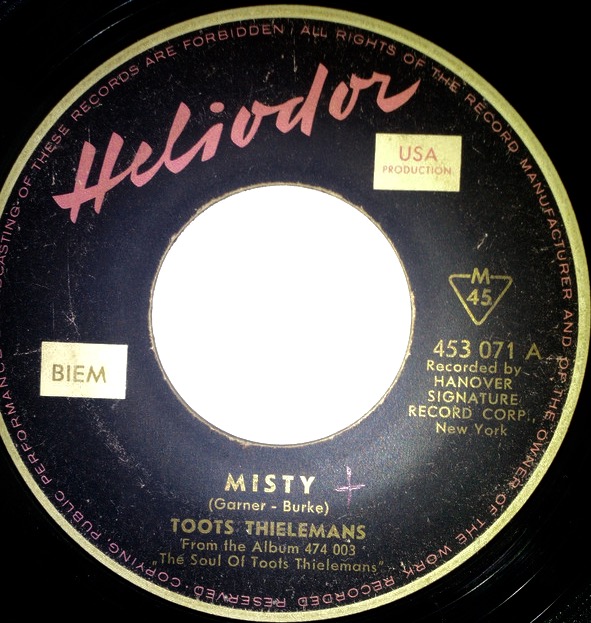 Heliodor
USA
PRODUCTION
M
45
453 071 A
Recorded by
HANOVER
SIGNATURE
RECORD CORP.,
New York
BIEM
MISTY +
(Garner - Burke)
TOOTS THIELEMANS
From the Album 474 003
„The Soul Of Toots Thielemans"
ALL RIGHTS OF THE RECORD MANUFACTURER AND OF THE OWNER OF THE WORK RECORDED RESERVED. COPYING, PUBLIC PERFORMANCE CASTING OF THESE RECORDS ARE FORBIDDEN